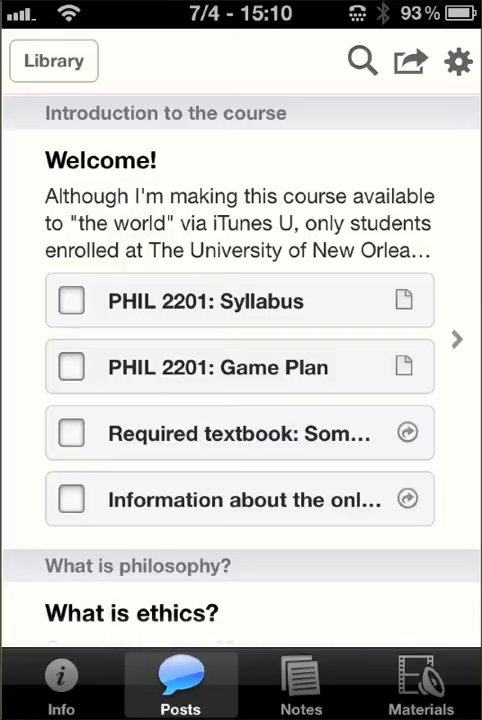 7/4 - 15:10
93%
Library
Introduction to the course
Welcome!
Although I'm making this course available
to "the world" via iTunes U, only students
enrolled at The University of New Orlea...
PHIL 2201: Syllabus
PHIL 2201: Game Plan
Required textbook: Som...
Information about the onl...
What is philosophy?
What is ethics?
Info
Posts
Notes
Materials